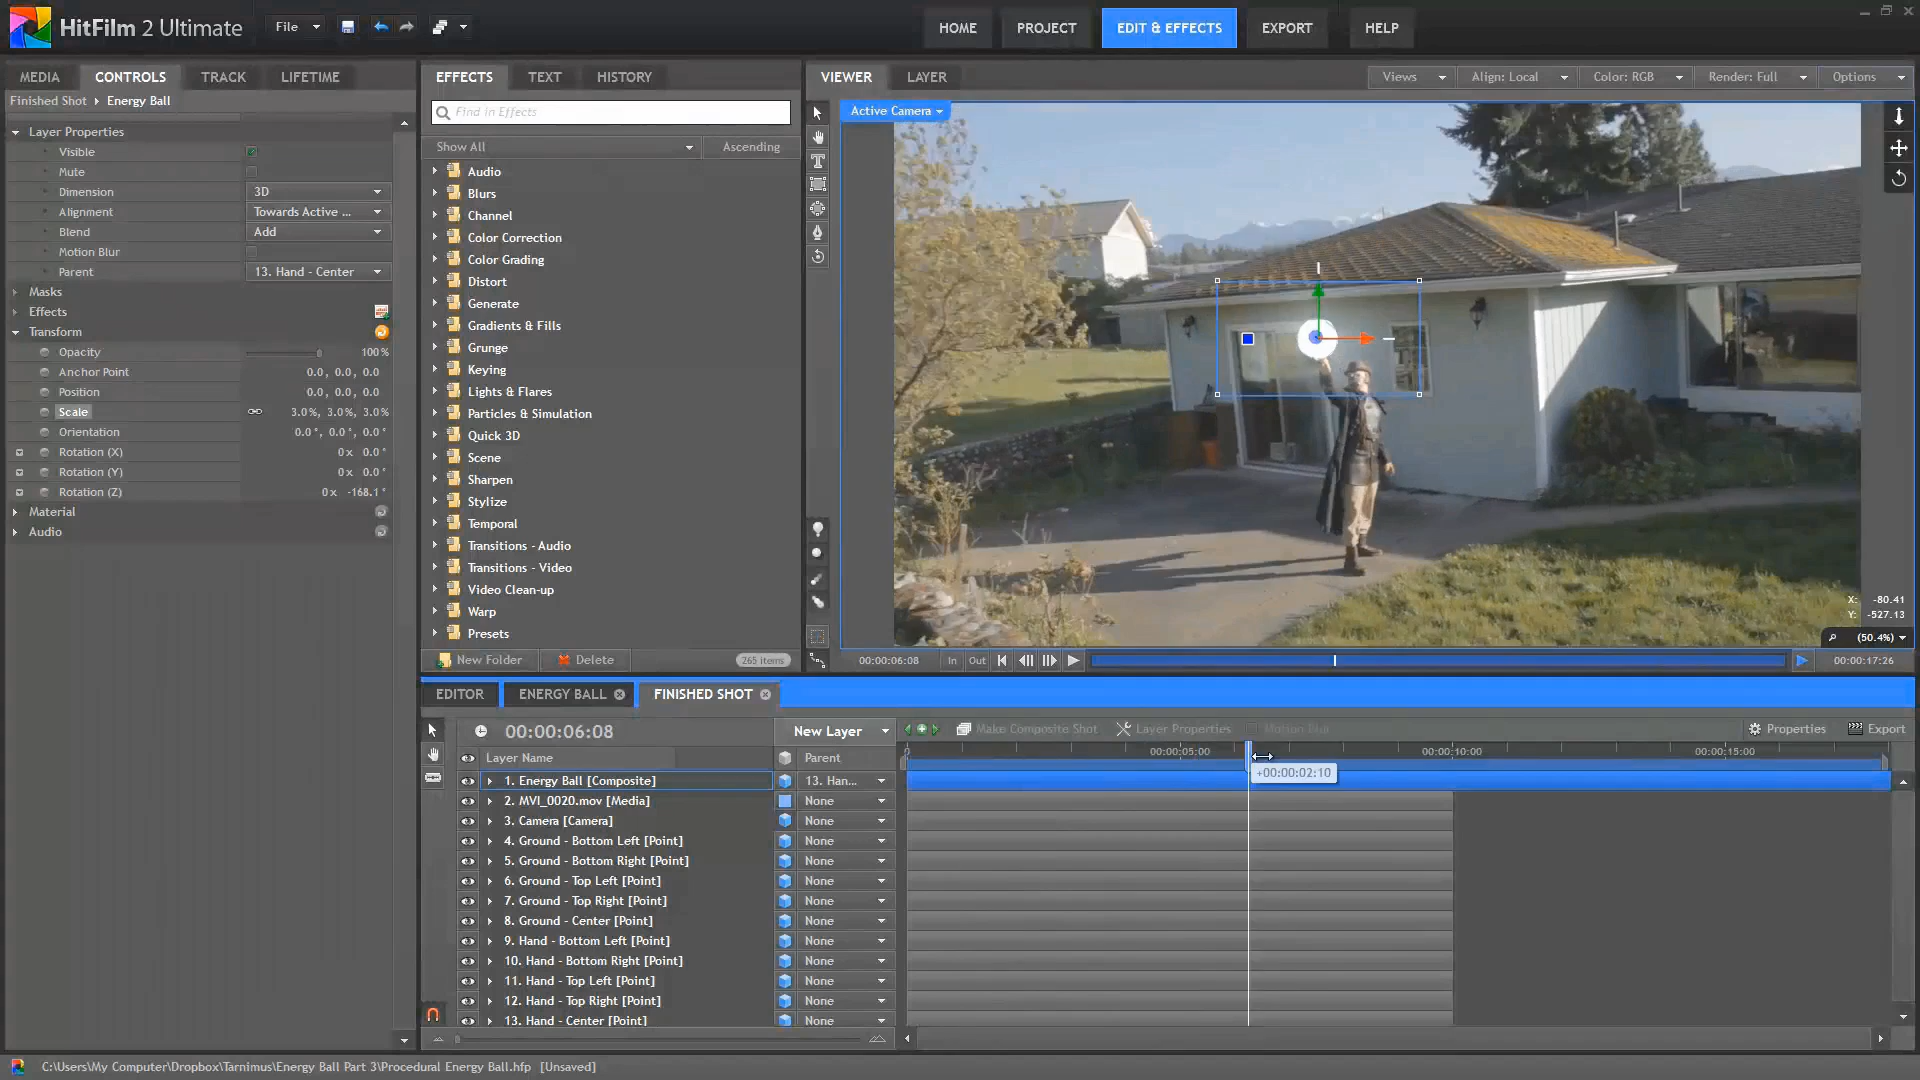 HitFilm 2 Ultimate
File
HOME
PROJECT
EDIT & EFFECTS
EXPORT
HELP
MEDIA
CONTROLS
TRACK
LIFETIME
Finished Shot
Energy Ball
Layer Properties
Visible
Mute
Dimension 3D
Alignment Towards Active ...
Blend Add
Motion Blur
Parent 13. Hand - Center
Masks
Effects
Transform
Opacity 100%
Anchor Point 0.0, 0.0, 0.0
Position 0.0, 0.0, 0.0
Scale 3.0%, 3.0%, 3.0%
Orientation 0.0°, 0.0°, 0.0°
Rotation (X) 0x 0.0°
Rotation (Y) 0x 0.0°
Rotation (Z) 0x -168.1°
Material
Audio
EFFECTS
TEXT
HISTORY
Find in Effects
Show All
Ascending
Audio
Blurs
Channel
Color Correction
Color Grading
Distort
Generate
Gradients & Fills
Grunge
Keying
Lights & Flares
Particles & Simulation
Quick 3D
Scene
Sharpen
Stylize
Temporal
Transitions - Audio
Transitions - Video
Video Clean-up
Warp
Presets
New Folder
Delete
265 items
VIEWER
LAYER
Views
Align: Local
Color: RGB
Render: Full
Options
Active Camera
X: -80.41
Y: -527.13
(50.4%)
00:00:06:08
In
Out
00:00:17:26
EDITOR
ENERGY BALL
FINISHED SHOT
00:00:06:08
New Layer
Make Composite Shot
Layer Properties
Motion Blur
Properties
Export
Layer Name
Parent
0
00:00:05:00
00:00:10:00
00:00:15:00
+00:00:02:10
1. Energy Ball [Composite] 13. Han...
2. MVI_0020.mov [Media] None
3. Camera [Camera] None
4. Ground - Bottom Left [Point] None
5. Ground - Bottom Right [Point] None
6. Ground - Top Left [Point] None
7. Ground - Top Right [Point] None
8. Ground - Center [Point] None
9. Hand - Bottom Left [Point] None
10. Hand - Bottom Right [Point] None
11. Hand - Top Left [Point] None
12. Hand - Top Right [Point] None
13. Hand - Center [Point] None
C:\Users\My Computer\Dropbox\Tarnimus\Energy Ball Part 3\Procedural Energy Ball.hfp [Unsaved]